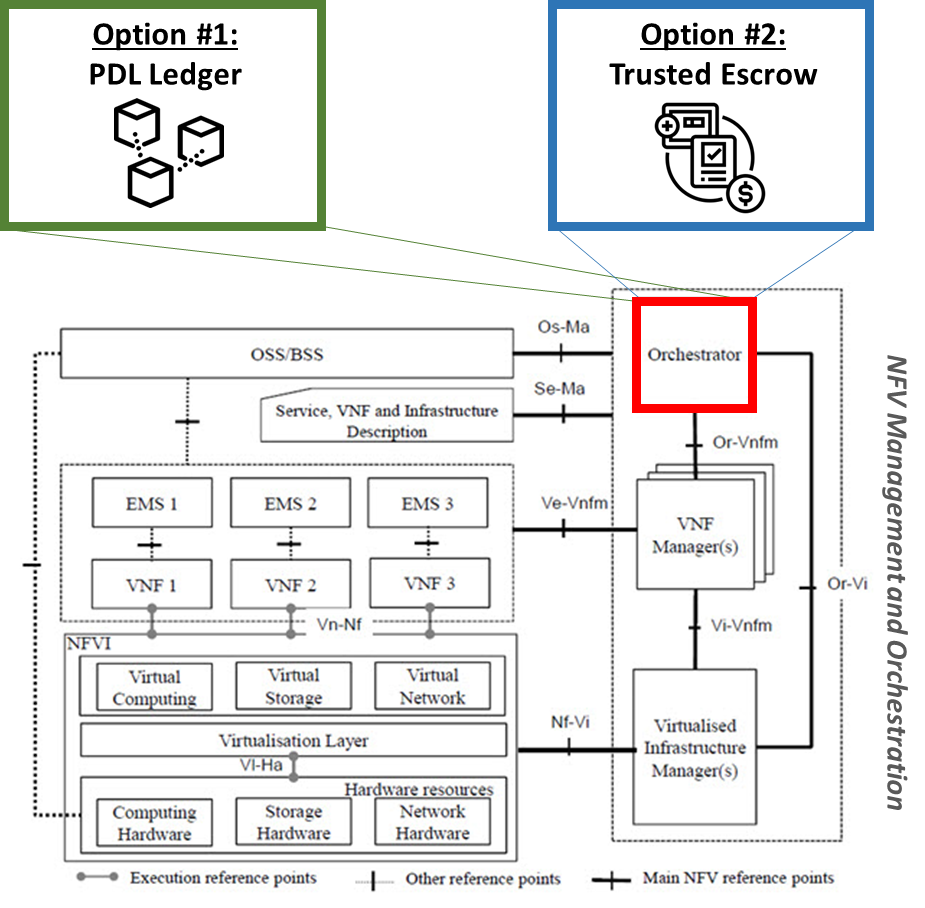 Option #1:
PDL Ledger
Option #2:
Trusted Escrow
$
Os-Ma
OSS/BSS
Orchestrator
Se-Ma
Service, VNF and Infrastructure
Description
Or-Vnfm
EMS 1
EMS 2
EMS 3
Ve-Vnfm
VNF
Manager(s)
VNF 1
VNF 2
VNF 3
Or-Vi
Vn-Nf
Vi-Vnfm
NFVI
Virtual
Computing
Virtual
Storage
Virtual
Network
Nf-Vi
Virtualisation Layer
Virtualised
Infrastructure
Manager(s)
Vl-Ha
Hardware resources
Computing
Hardware
Storage
Hardware
Network
Hardware
NFV Management and Orchestration
Execution reference points
Other reference points
Main NFV reference points